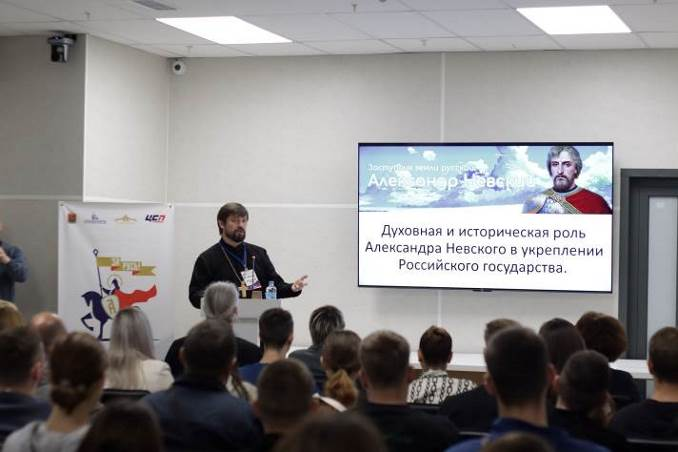 Заступник земли русской
Александр Невский
Духовная и историческая роль
Александра Невского в укреплении
Российского государства.
ЦСП